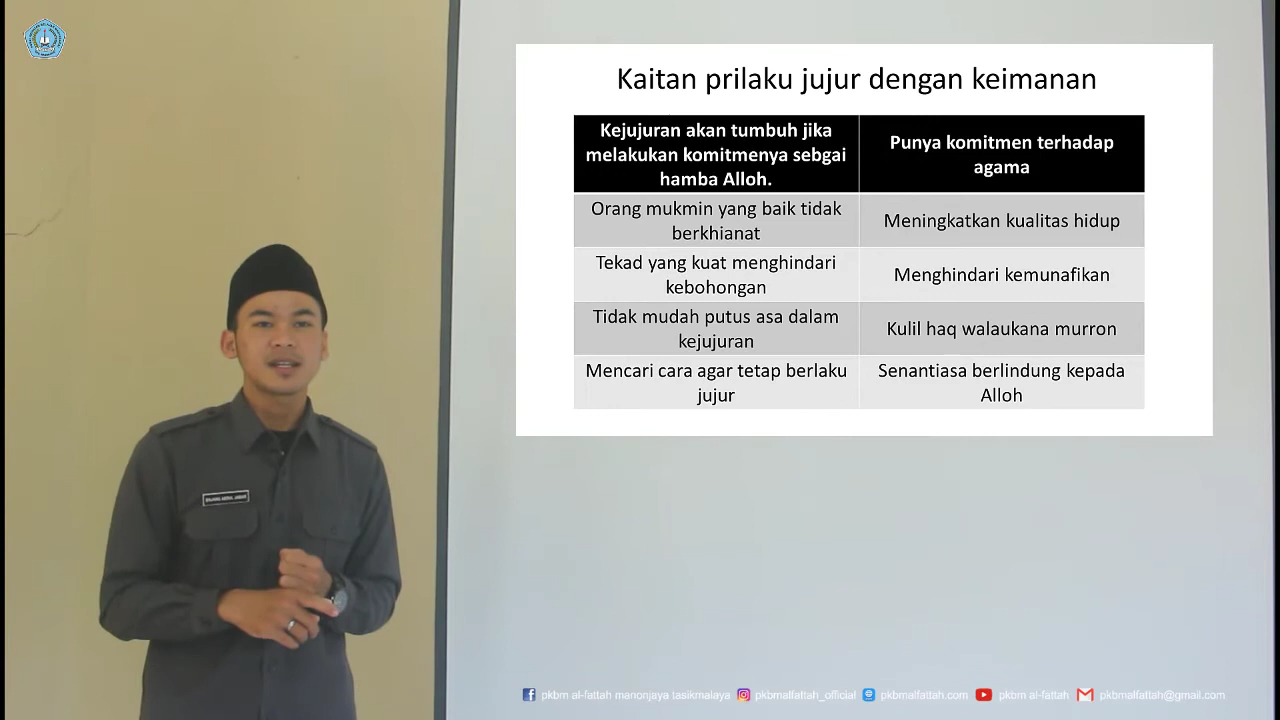 Kaitan prilaku jujur dengan keimanan
Kejujuran akan tumbuh jika
melakukan komitmenya sebgai
hamba Alloh.
Punya komitmen terhadap
agama
Orang mukmin yang baik tidak
berkhianat
Meningkatkan kualitas hidup
Tekad yang kuat menghindari
kebohongan
Menghindari kemunafikan
Tidak mudah putus asa dalam
kejujuran
Kulil haq walaukana murron
Mencari cara agar tetap berlaku
jujur
Senantiasa berlindung kepada
Alloh
pkbm al-fattah manonjaya tasikmalaya pkbmalfattah_official pkbmalfattah.com pkbm al-fattah pkbmalfattah@gmail.com